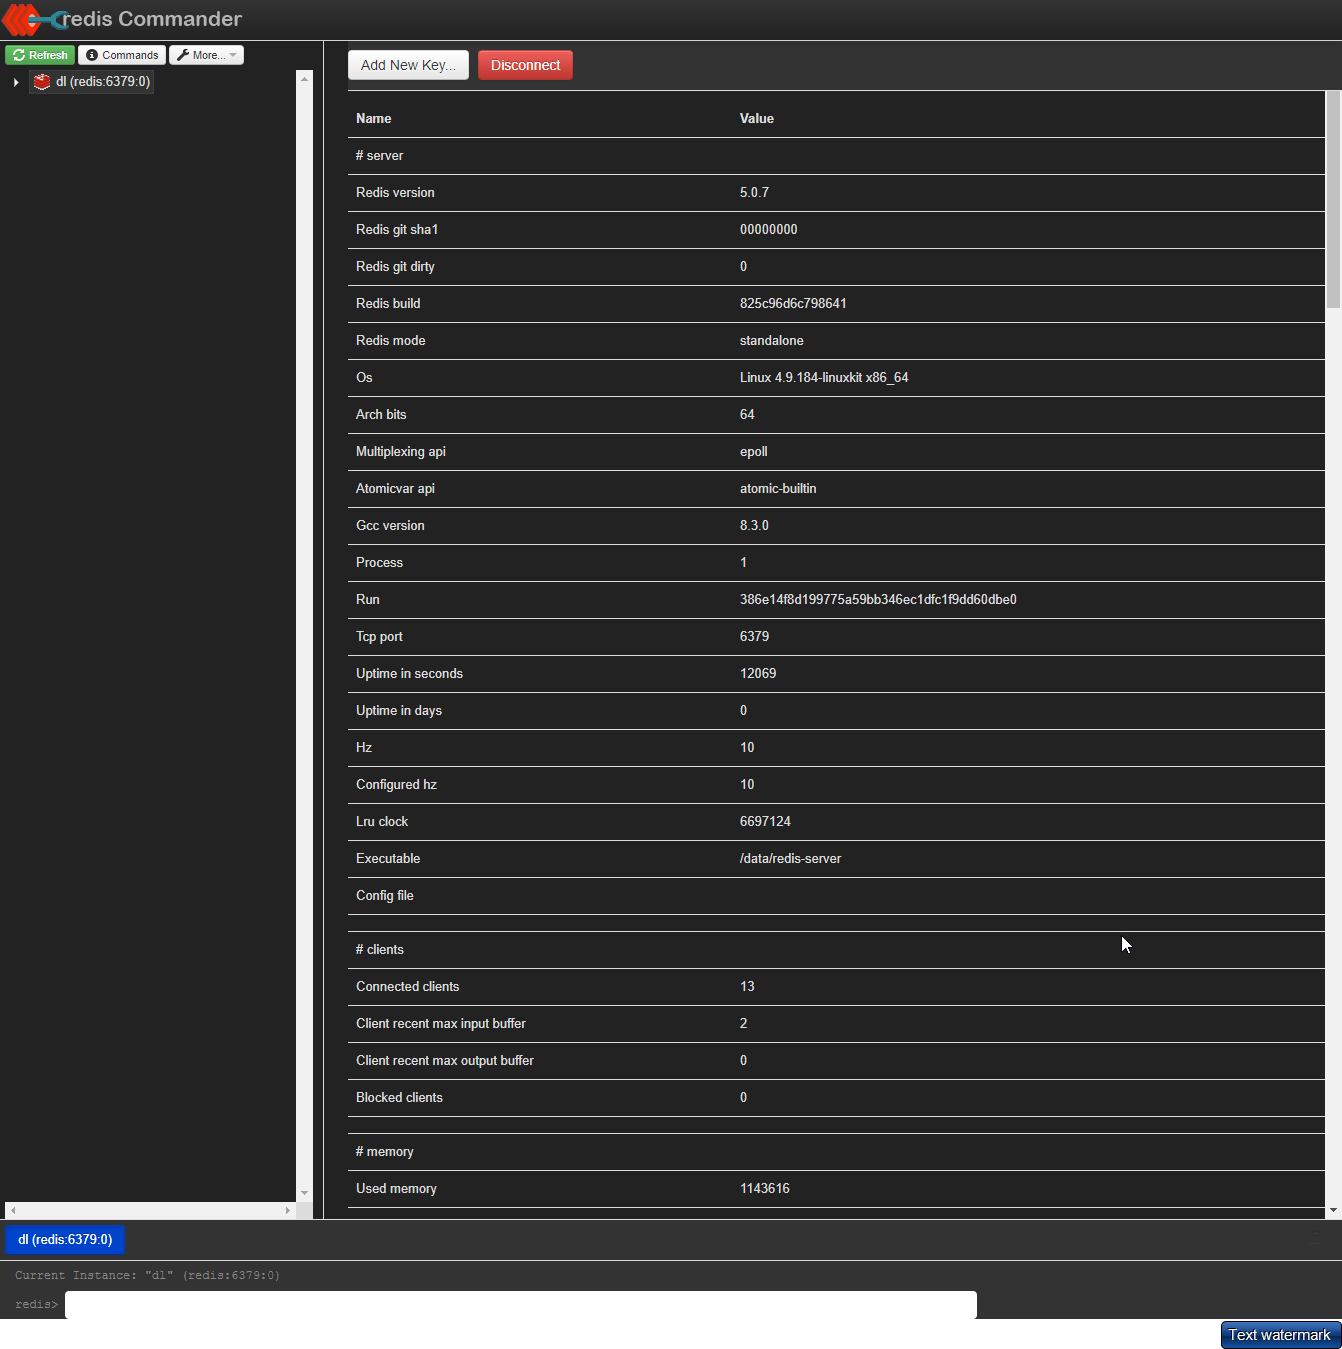 redis Commander
Refresh Commands More...
dl (redis:6379:0)
Add New Key... Disconnect
Name Value
# server
Redis version 5.0.7
Redis git sha1 00000000
Redis git dirty 0
Redis build 825c96d6c798641
Redis mode standalone
Os Linux 4.9.184-linuxkit x86_64
Arch bits 64
Multiplexing api epoll
Atomicvar api atomic-builtin
Gcc version 8.3.0
Process 1
Run 386e14f8d199775a59bb346ec1dfc1f9dd60dbe0
Tcp port 6379
Uptime in seconds 12069
Uptime in days 0
Hz 10
Configured hz 10
Lru clock 6697124
Executable /data/redis-server
Config file
# clients
Connected clients 13
Client recent max input buffer 2
Client recent max output buffer 0
Blocked clients 0
# memory
Used memory 1143616
dl (redis:6379:0)
Current Instance: "dl" (redis:6379:0)
redis>
Text watermark